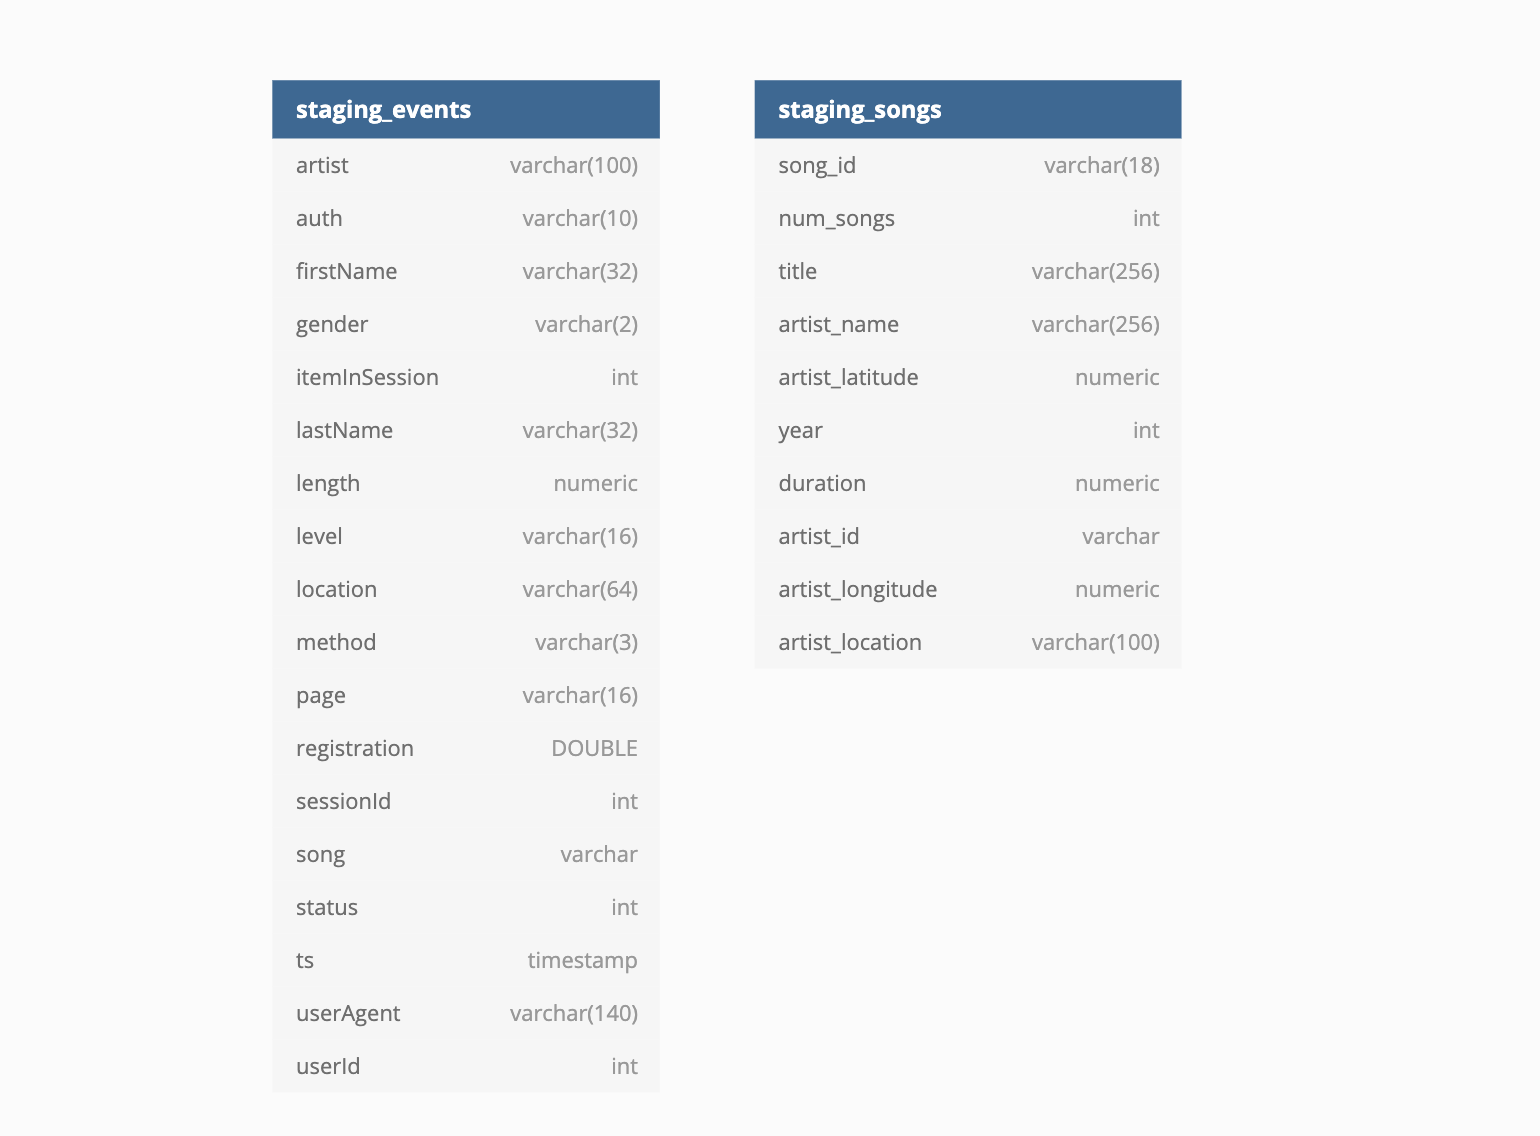 staging_events
artist varchar(100)
auth varchar(10)
firstName varchar(32)
gender varchar(2)
itemInSession int
lastName varchar(32)
length numeric
level varchar(16)
location varchar(64)
method varchar(3)
page varchar(16)
registration DOUBLE
sessionId int
song varchar
status int
ts timestamp
userAgent varchar(140)
userId int
staging_songs
song_id varchar(18)
num_songs int
title varchar(256)
artist_name varchar(256)
artist_latitude numeric
year int
duration numeric
artist_id varchar
artist_longitude numeric
artist_location varchar(100)